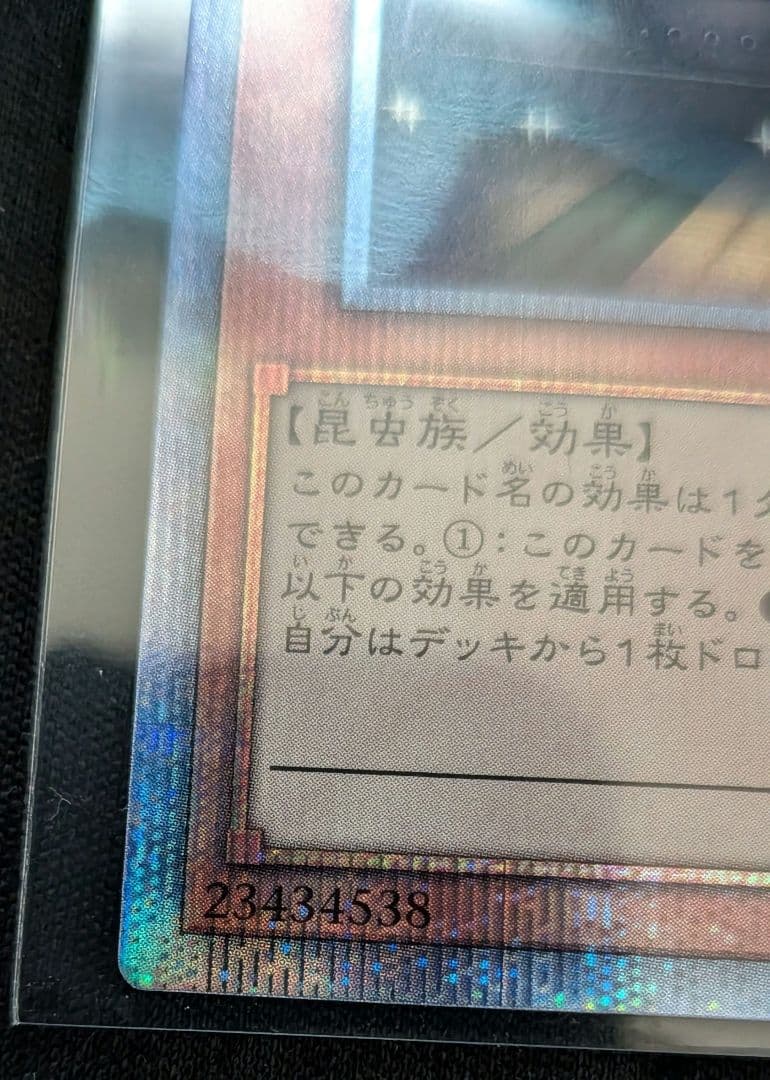 【昆虫族／効果】
このカード名の効果は１タ
できる。①：このカードを
以下の効果を適用する。●
自分はデッキから１枚ドロ
23434538